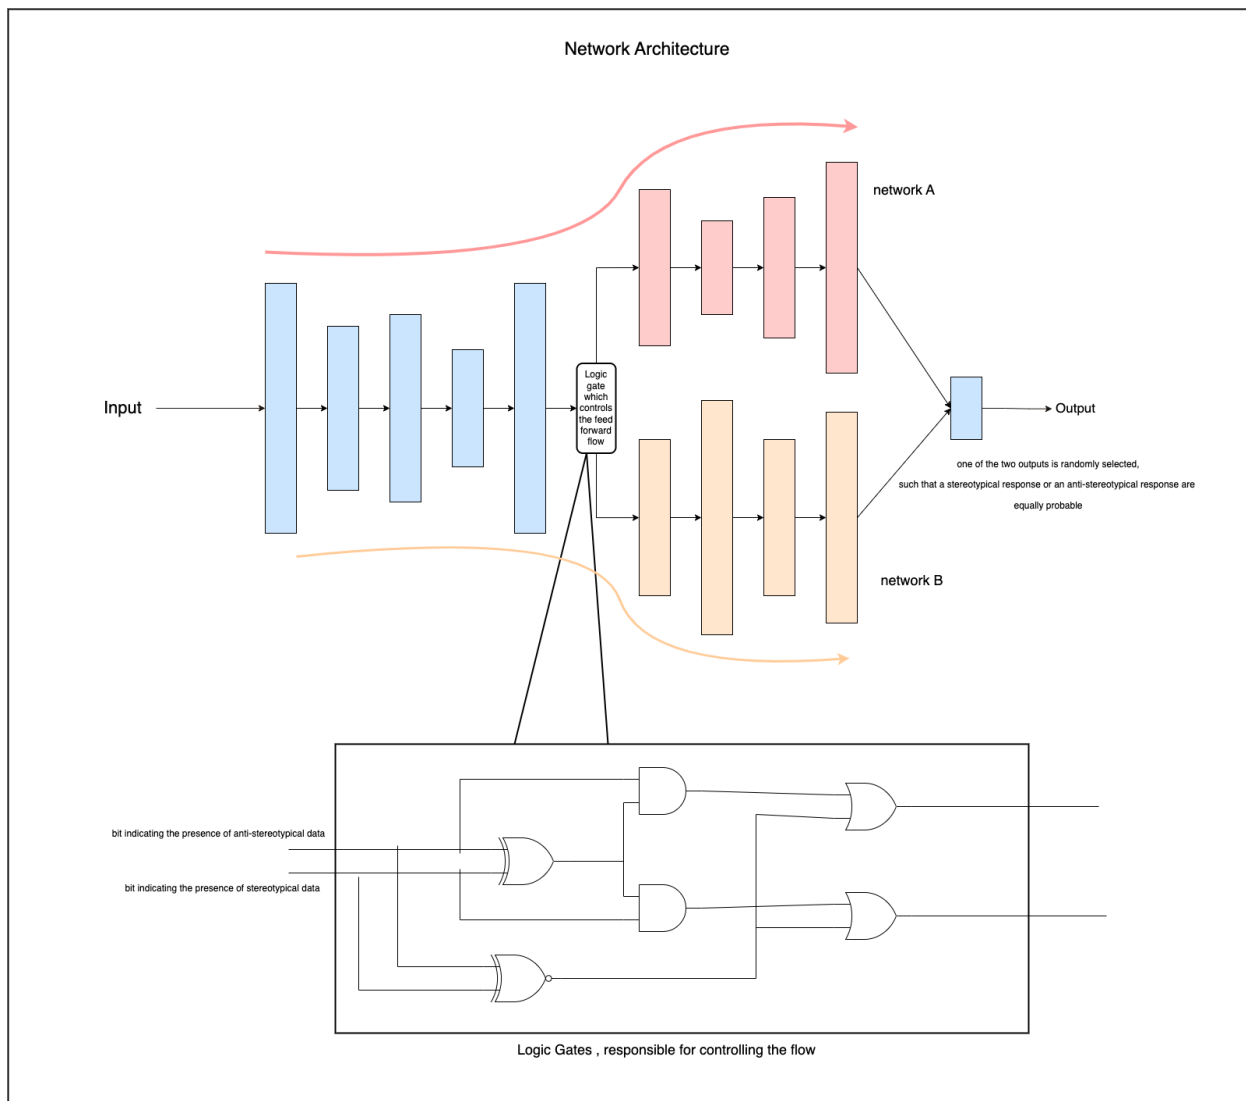 Network Architecture
network A
Logic
gate
which
controls
the feed
forward
flow
Input
Output
one of the two outputs is randomly selected,
such that a stereotypical response or an anti-stereotypical response are
equally probable
network B
bit indicating the presence of anti-stereotypical data
bit indicating the presence of stereotypical data
Logic Gates , responsible for controlling the flow